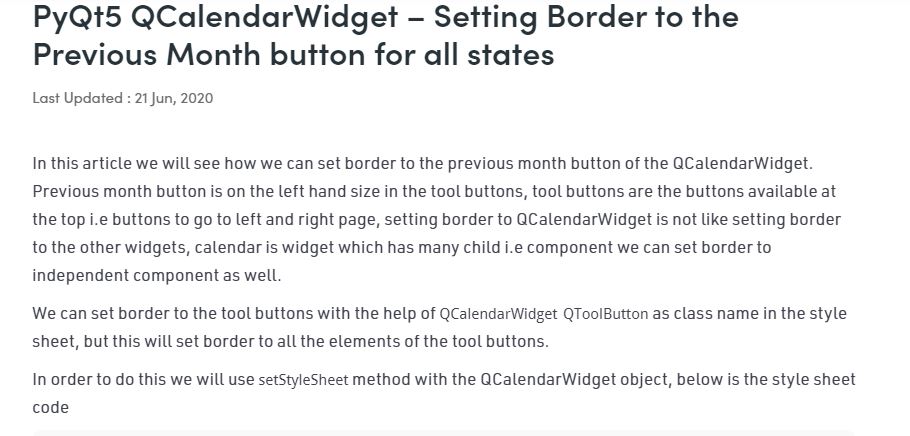 PyQt5 QCalendarWidget – Setting Border to the
Previous Month button for all states
Last Updated : 21 Jun, 2020
In this article we will see how we can set border to the previous month button of the QCalendarWidget.
Previous month button is on the left hand size in the tool buttons, tool buttons are the buttons available at
the top i.e buttons to go to left and right page, setting border to QCalendarWidget is not like setting border
to the other widgets, calendar is widget which has many child i.e component we can set border to
independent component as well.
We can set border to the tool buttons with the help of QCalendarWidget QToolButton as class name in the style
sheet, but this will set border to all the elements of the tool buttons.
In order to do this we will use setStyleSheet method with the QCalendarWidget object, below is the style sheet
code